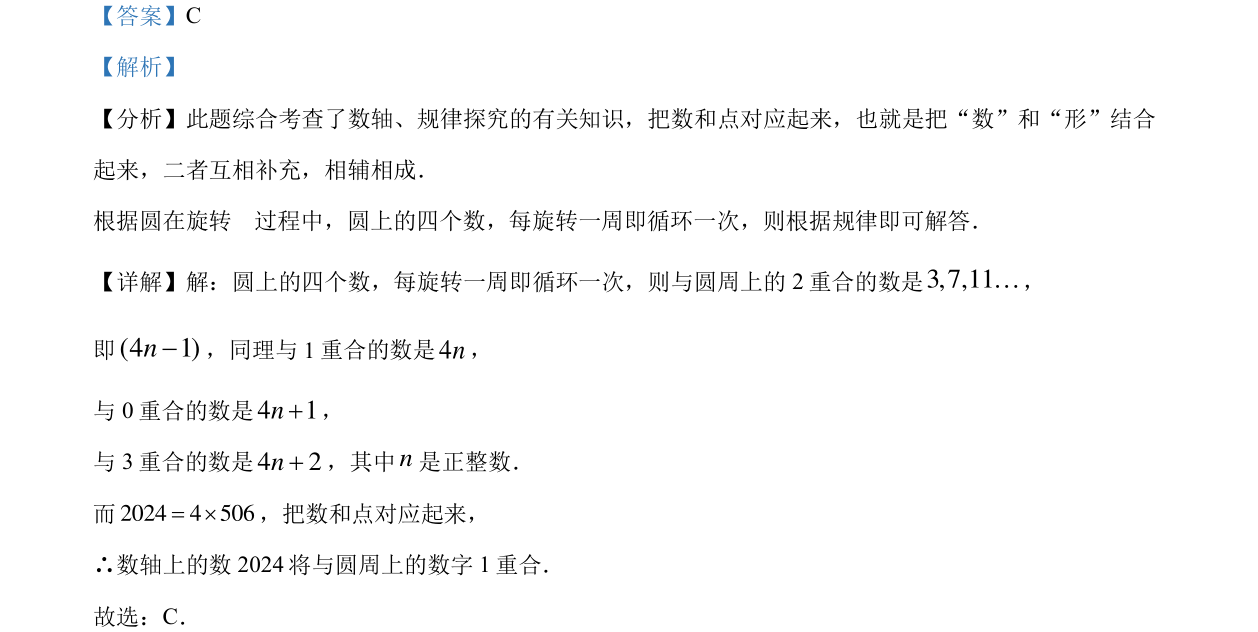 【答案】C
【解析】
【分析】此题综合考查了数轴、规律探究的有关知识，把数和点对应起来，也就是把“数”和“形”结合
起来，二者互相补充，相辅相成．
根据圆在旋转　过程中，圆上的四个数，每旋转一周即循环一次，则根据规律即可解答．
【详解】解：圆上的四个数，每旋转一周即循环一次，则与圆周上的 2 重合的数是3,7,11…，
即(4n−1)，同理与 1 重合的数是4n，
与 0 重合的数是4n+1，
与 3 重合的数是4n+2，其中n 是正整数．
而2024=4×506，把数和点对应起来，
∴数轴上的数 2024 将与圆周上的数字 1 重合．
故选：C．